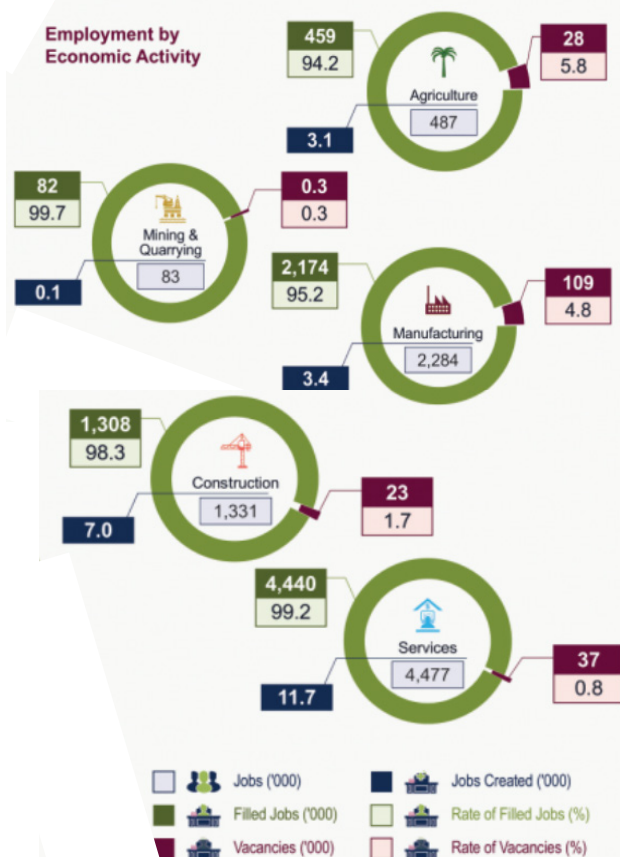 Employment by
Economic Activity
459
94.2
28
5.8
Agriculture
487
3.1
82
99.7
0.3
0.3
Mining &
Quarrying
83
0.1
2,174
95.2
109
4.8
Manufacturing
2,284
3.4
1,308
98.3
Construction
1,331
23
1.7
7.0
4,440
99.2
Services
4,477
37
0.8
11.7
Jobs ('000)
Jobs Created ('000)
Filled Jobs ('000)
Rate of Filled Jobs (%)
Vacancies ('000)
Rate of Vacancies (%)